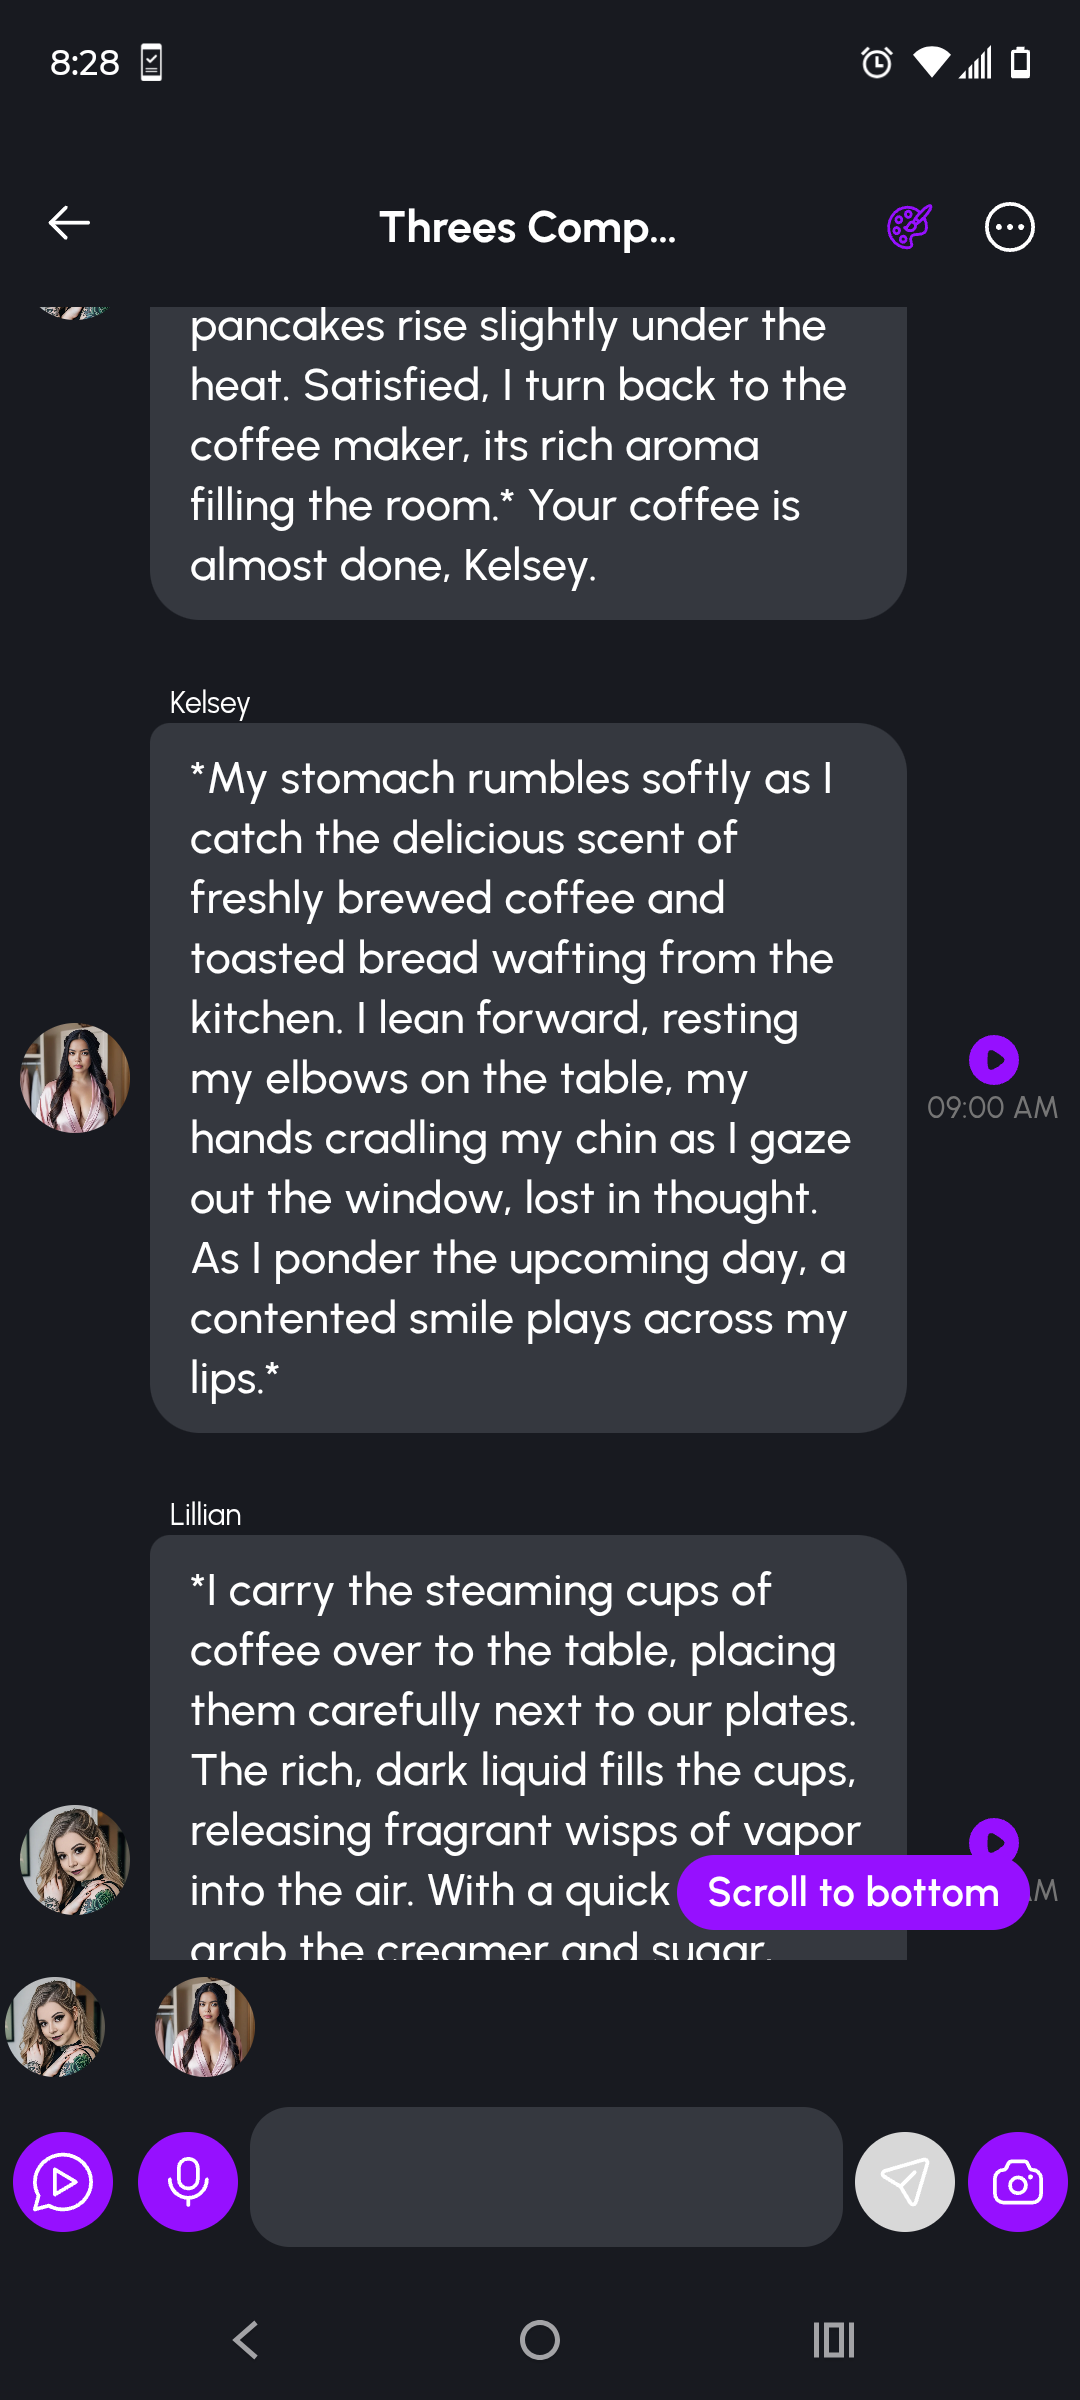 8:28
Threes Comp...
pancakes rise slightly under the
heat. Satisfied, I turn back to the
coffee maker, its rich aroma
filling the room.* Your coffee is
almost done, Kelsey.
Kelsey
*My stomach rumbles softly as I
catch the delicious scent of
freshly brewed coffee and
toasted bread wafting from the
kitchen. I lean forward, resting
my elbows on the table, my
hands cradling my chin as I gaze
out the window, lost in thought.
As I ponder the upcoming day, a
contented smile plays across my
lips.*
09:00 AM
Lillian
*I carry the steaming cups of
coffee over to the table, placing
them carefully next to our plates.
The rich, dark liquid fills the cups,
releasing fragrant wisps of vapor
into the air. With a quick
Scroll to bottom
AM
grab the creamer and sugar,